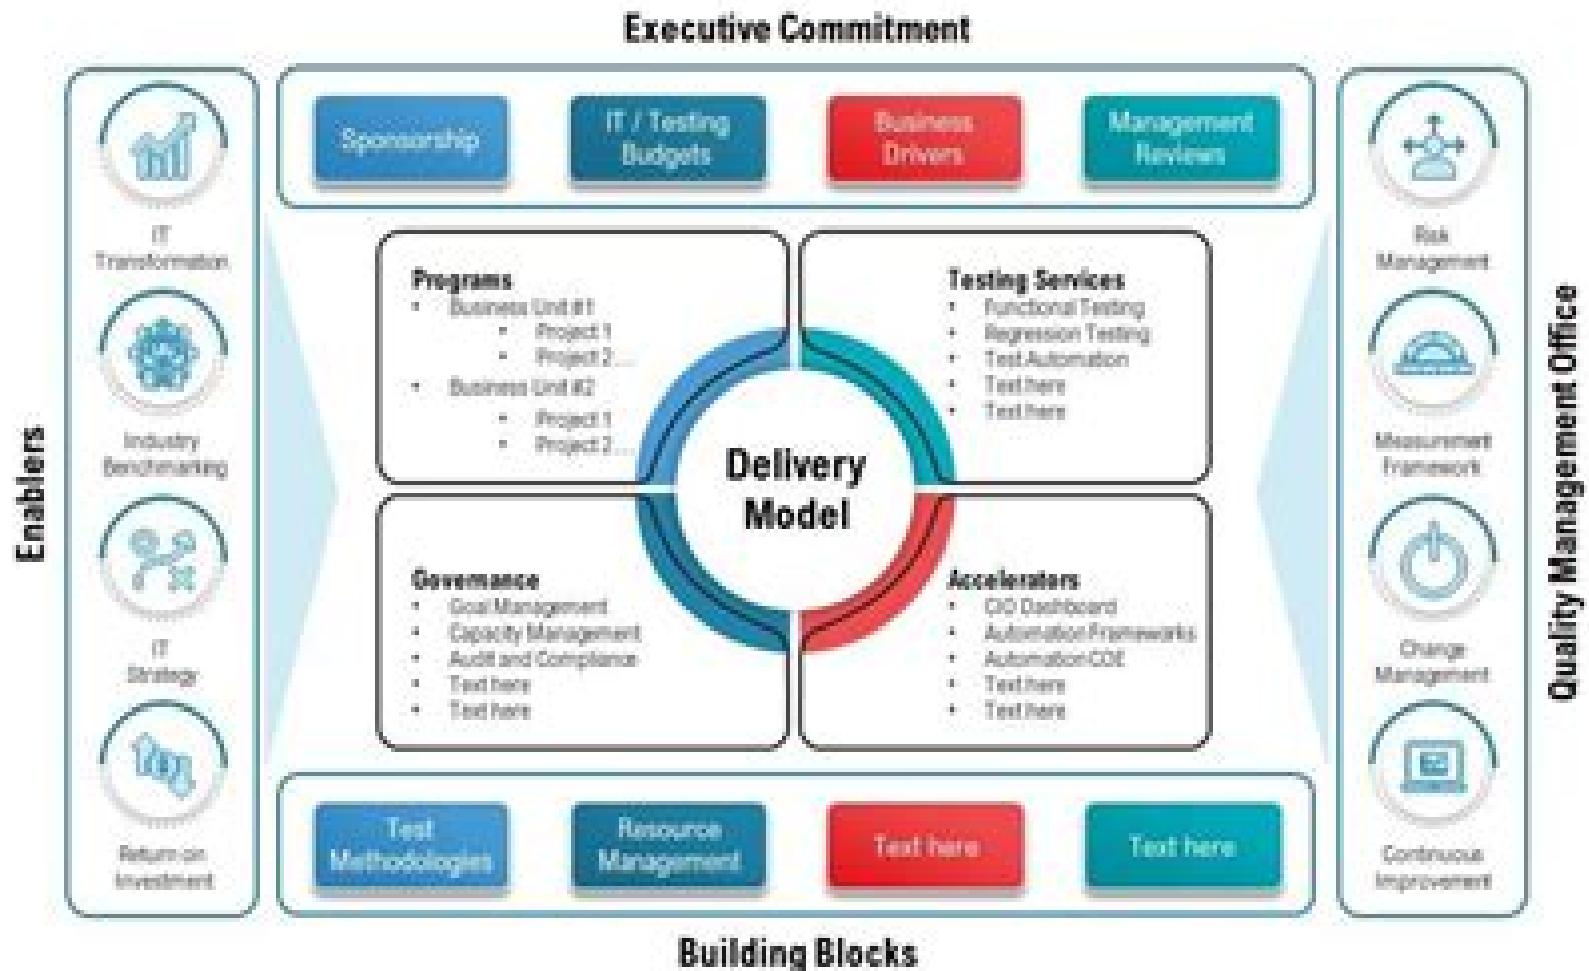 Executive Commitment
Sponsorship
IT / Testing
Budgets
Business
Drivers
Management
Reviews
Enablers
IT
Transformation
Industry
Benchmarking
IT
Strategy
Return on
Investment
Programs
• Business Unit #1
• Project 1
• Project 2...
• Business Unit #2
• Project 1
• Project 2...
Testing Services
• Functional Testing
• Regression Testing
• Test Automation
• Text here
• Text here
Delivery
Model
Governance
• Goal Management
• Capacity Management
• Audit and Compliance
• Text here
• Text here
Accelerators
• CIO Dashboard
• Automation Frameworks
• Automation COE
• Text here
• Text here
Quality Management Office
Risk
Management
Measurement
Framework
Change
Management
Continuous
Improvement
Test
Methodologies
Resource
Management
Text here
Text here
Building Blocks